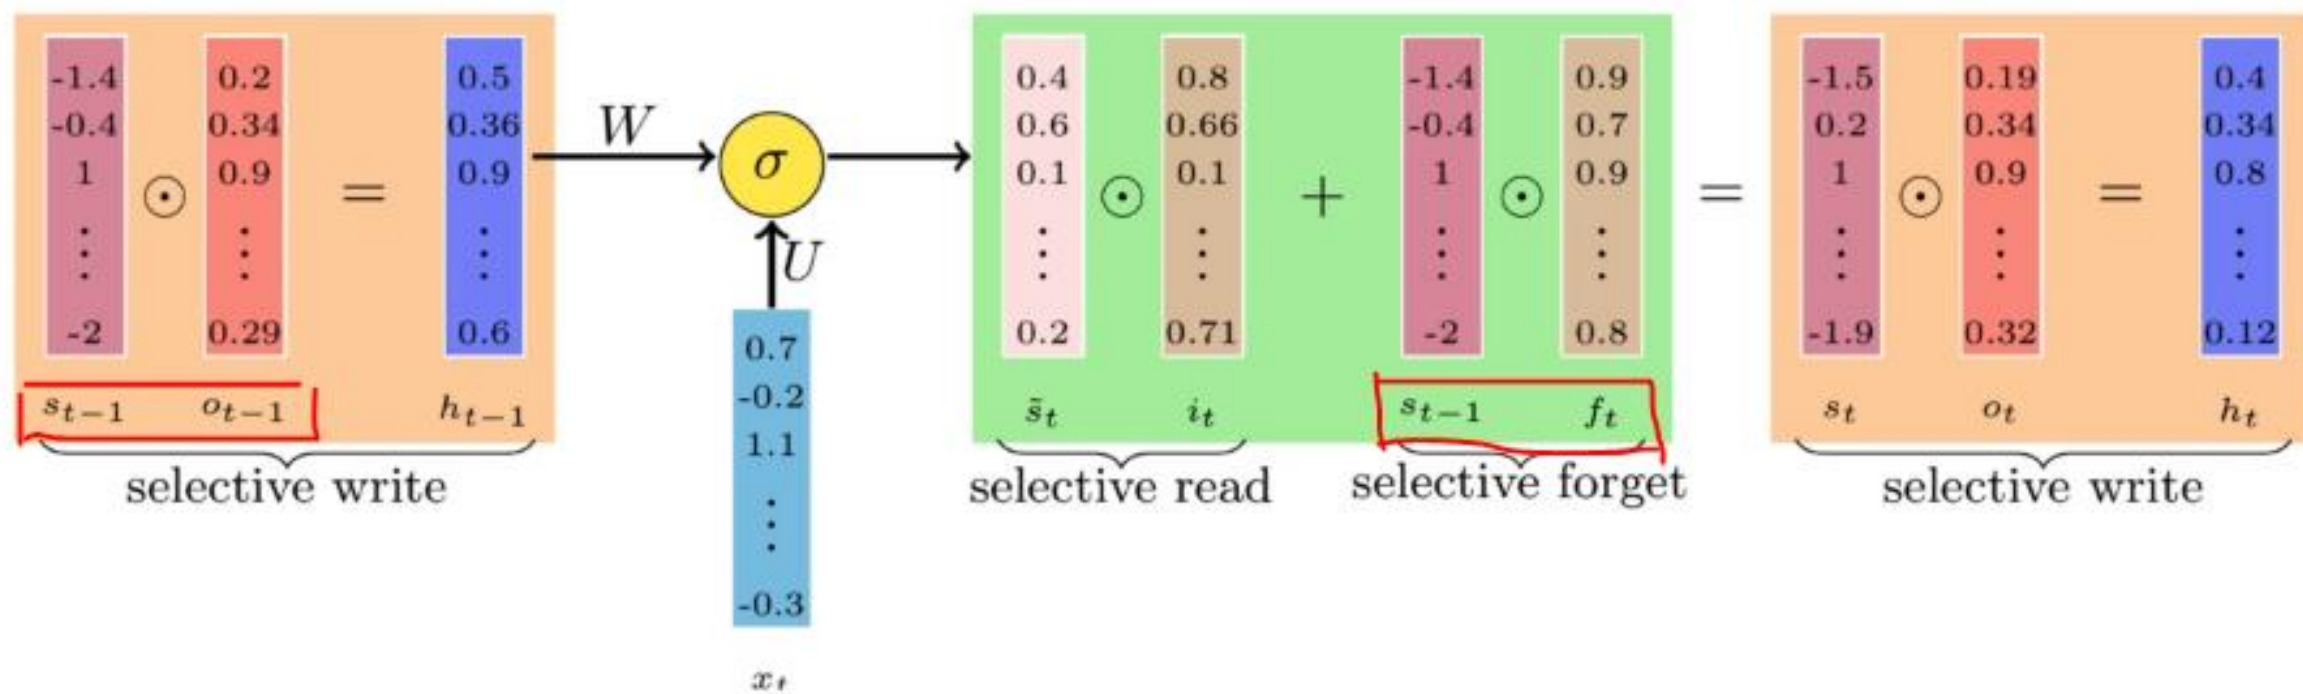 -1.4 0.2 0.5 0.4 0.8 -1.4 0.9 -1.5 0.19 0.4
-0.4 0.34 0.36 W 0.6 0.66 -0.4 0.7 0.2 0.34 0.34
1 ⊙ 0.9 = 0.9 σ 0.1 ⊙ 0.1 + 1 ⊙ 0.9 = 1 ⊙ 0.9 = 0.8
⋮ ⋮ ⋮ U ⋮ ⋮ ⋮ ⋮ ⋮ ⋮ ⋮
-2 0.29 0.6 0.7 0.2 0.71 -2 0.8 -1.9 0.32 0.12
-0.2
s_{t-1} o_{t-1} h_{t-1} s̃_t i_t s_{t-1} f_t s_t o_t h_t
1.1
selective write selective read selective forget selective write
⋮
-0.3
x_t